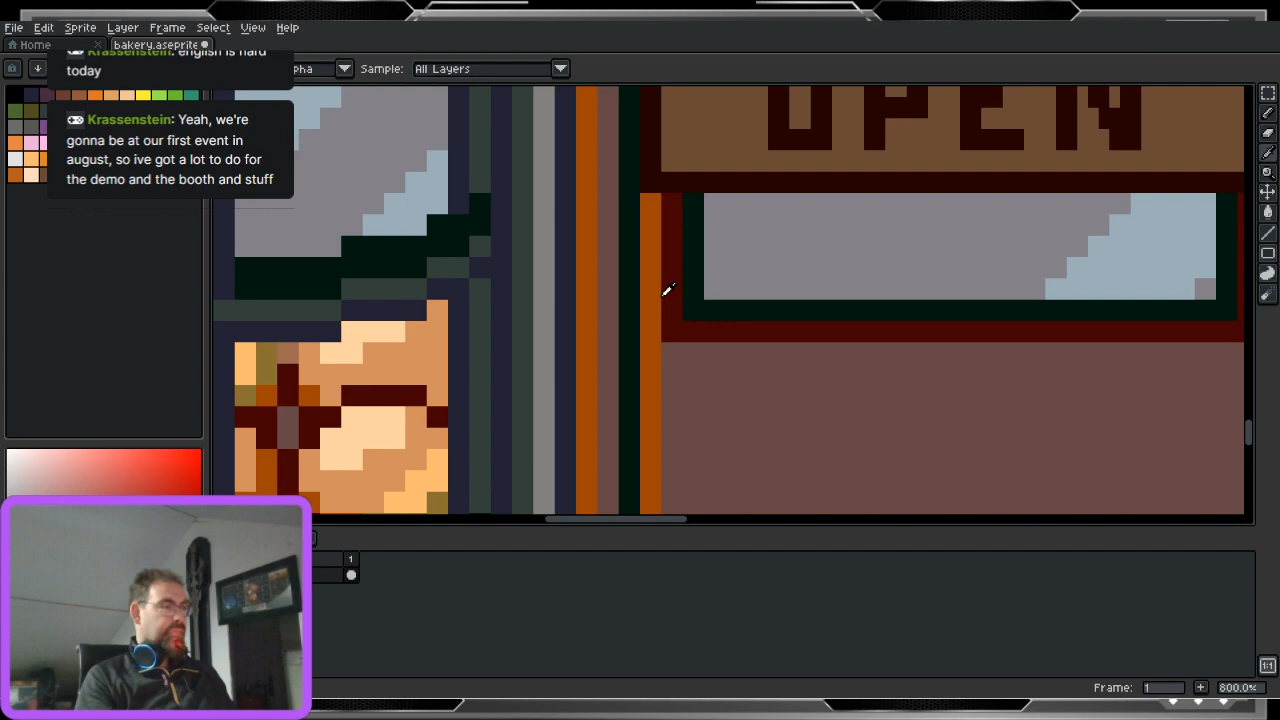 File Edit Sprite Layer Frame Select View Help
Home bakery.aseprite
Krassenstein: english is hard
today
pha Sample: All Layers
Krassenstein: Yeah, we're
gonna be at our first event in
august, so ive got a lot to do for
the demo and the booth and stuff
OPEN
1
1:1
Frame: 1 + 800.0%